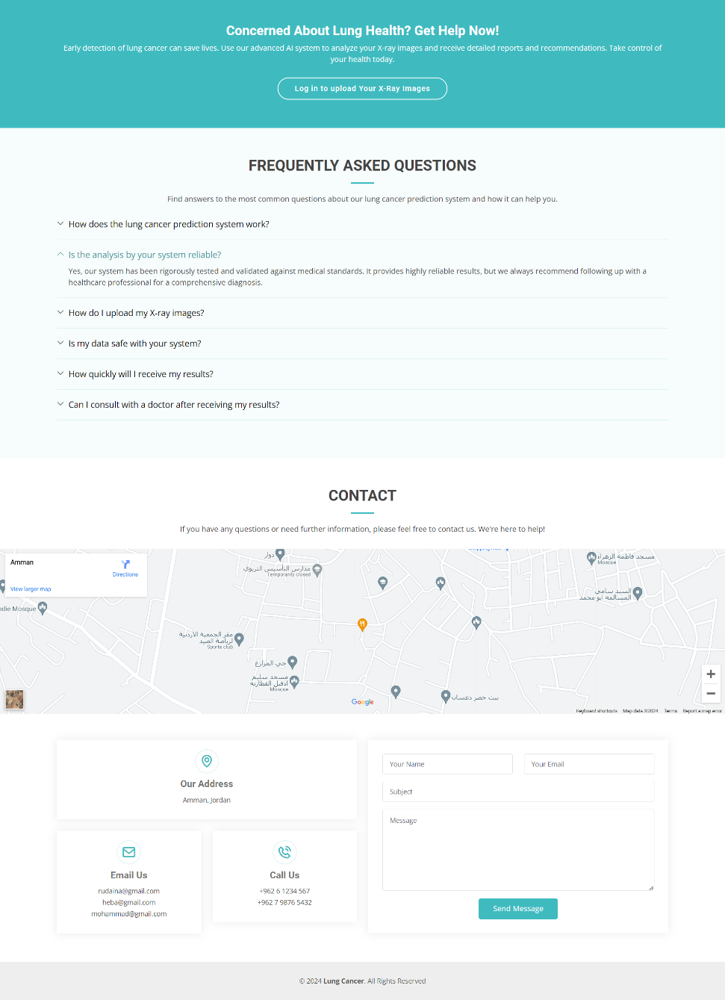 Concerned About Lung Health? Get Help Now!
Early detection of lung cancer can save lives. Use our advanced AI system to analyze your X-ray images and receive detailed reports and recommendations. Take control of
your health today.
Log in to upload Your X-Ray Images
FREQUENTLY ASKED QUESTIONS
Find answers to the most common questions about our lung cancer prediction system and how it can help you.
How does the lung cancer prediction system work?
Is the analysis by your system reliable?
Yes, our system has been rigorously tested and validated against medical standards. It provides highly reliable results, but we always recommend following up with a
healthcare professional for a comprehensive diagnosis.
How do I upload my X-ray images?
Is my data safe with your system?
How quickly will I receive my results?
Can I consult with a doctor after receiving my results?
CONTACT
If you have any questions or need further information, please feel free to contact us. We're here to help!
Amman
Directions
View larger map
دوار
مدارس التأسيس التربوي
Temporarily closed
مسجد فاطمة الزهراء
Mosque
السيد سامي
المشالمه ابو محمد
odie Mosque
مقر الجمعية الأردنية
لرياضة الصيد
Sports club
حي المزارع
مسجد سليم
Mosque
بيت خضر دعسان
Google
Keyboard shortcuts
Map data ©2024
Terms
Report a map error
Our Address
Amman, Jordan
Email Us
rudaina@gmail.com
heba@gmail.com
mohammad@gmail.com
Call Us
+962 6 1234 567
+962 7 9876 5432
Your Name
Your Email
Subject
Message
Send Message
© 2024 Lung Cancer. All Rights Reserved